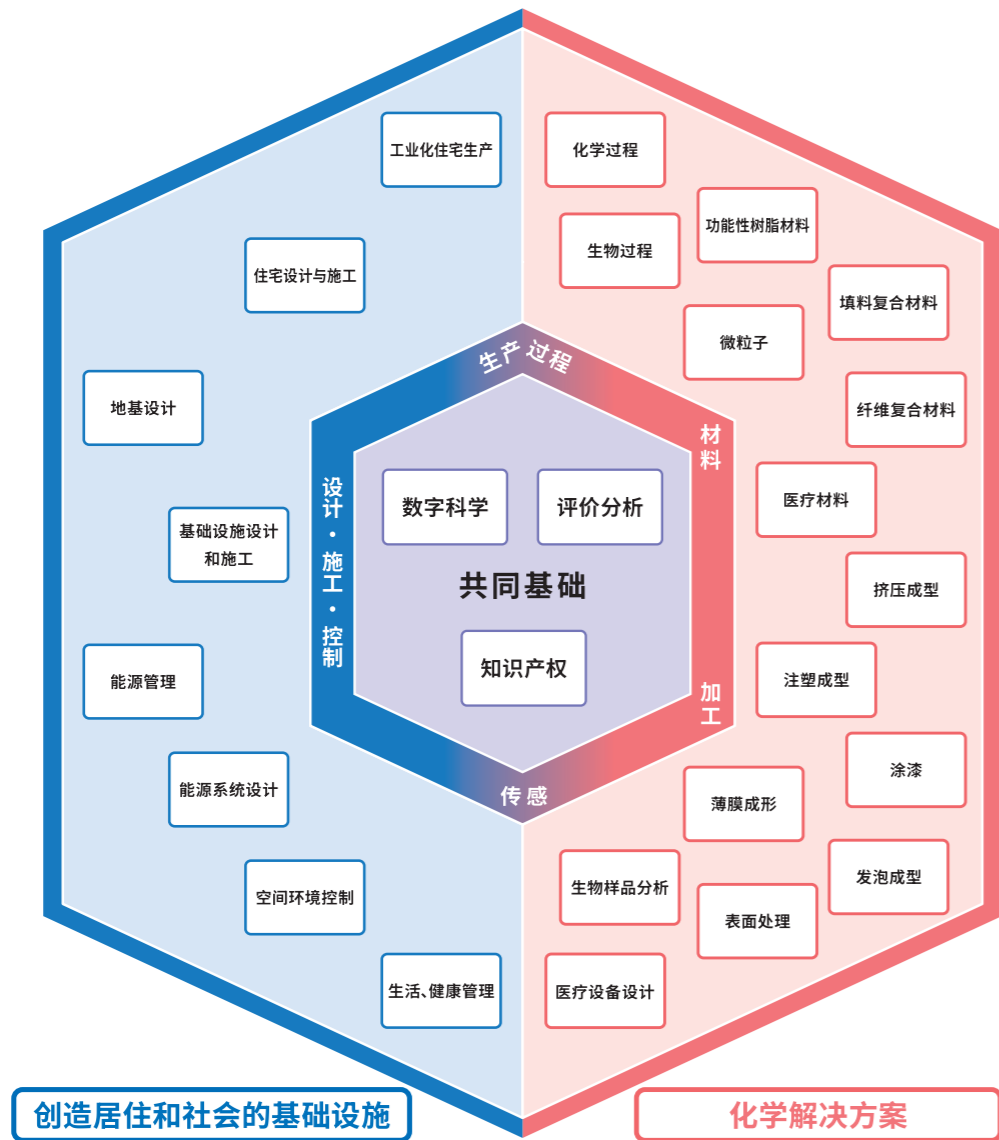 工业化住宅生产
住宅设计与施工
地基设计
基础设施设计
和施工
能源管理
能源系统设计
空间环境控制
生活、健康管理
化学过程
生物过程
功能性树脂材料
填料复合材料
微粒子
纤维复合材料
医疗材料
挤压成型
注塑成型
涂漆
薄膜成形
发泡成型
生物样品分析
表面处理
医疗设备设计
生产过程
材料
加工
传感
设计・施工・控制
数字科学
评价分析
共同基础
知识产权
创造居住和社会的基础设施
化学解决方案